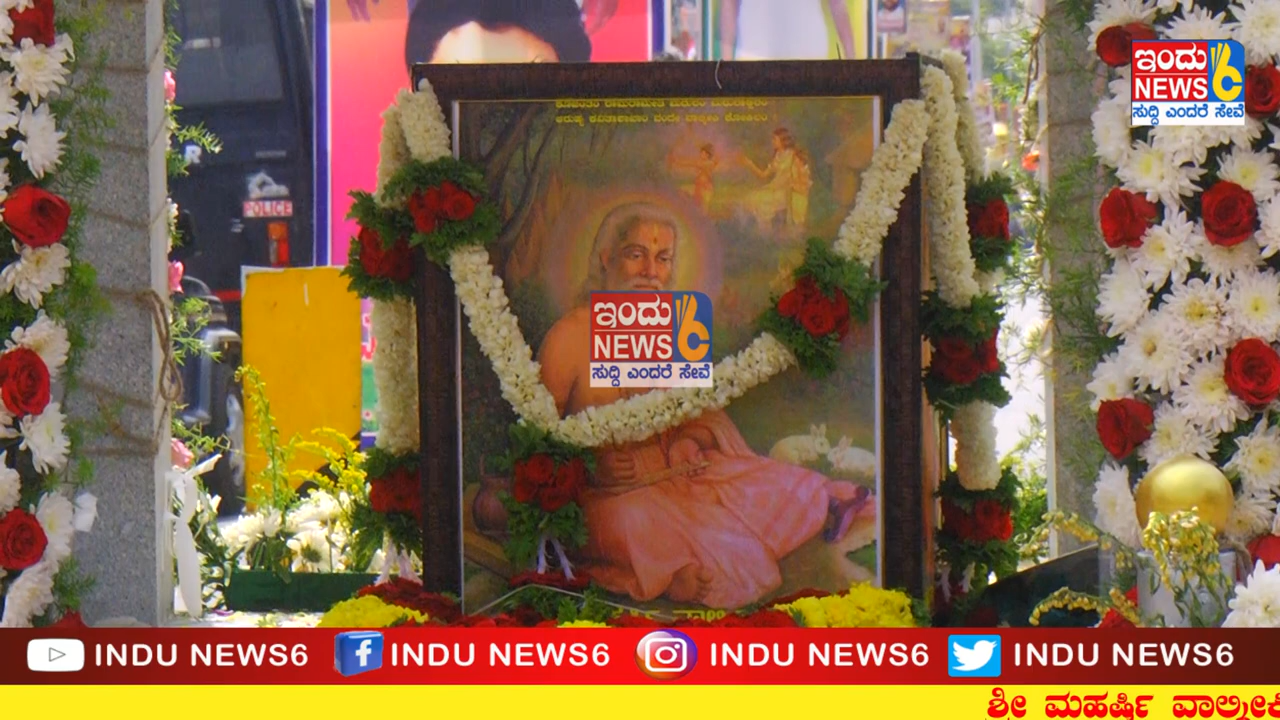 ಇಂದು
NEWS 6
ಸುದ್ದಿ ಎಂದರೆ ಸೇವೆ
POLICE
ಇಂದು
NEWS 6
ಸುದ್ದಿ ಎಂದರೆ ಸೇವೆ
INDU NEWS6 INDU NEWS6 INDU NEWS6 INDU NEWS6
ಶ್ರೀ ಮಹರ್ಷಿ ವಾಲ್ಮೀಕಿ